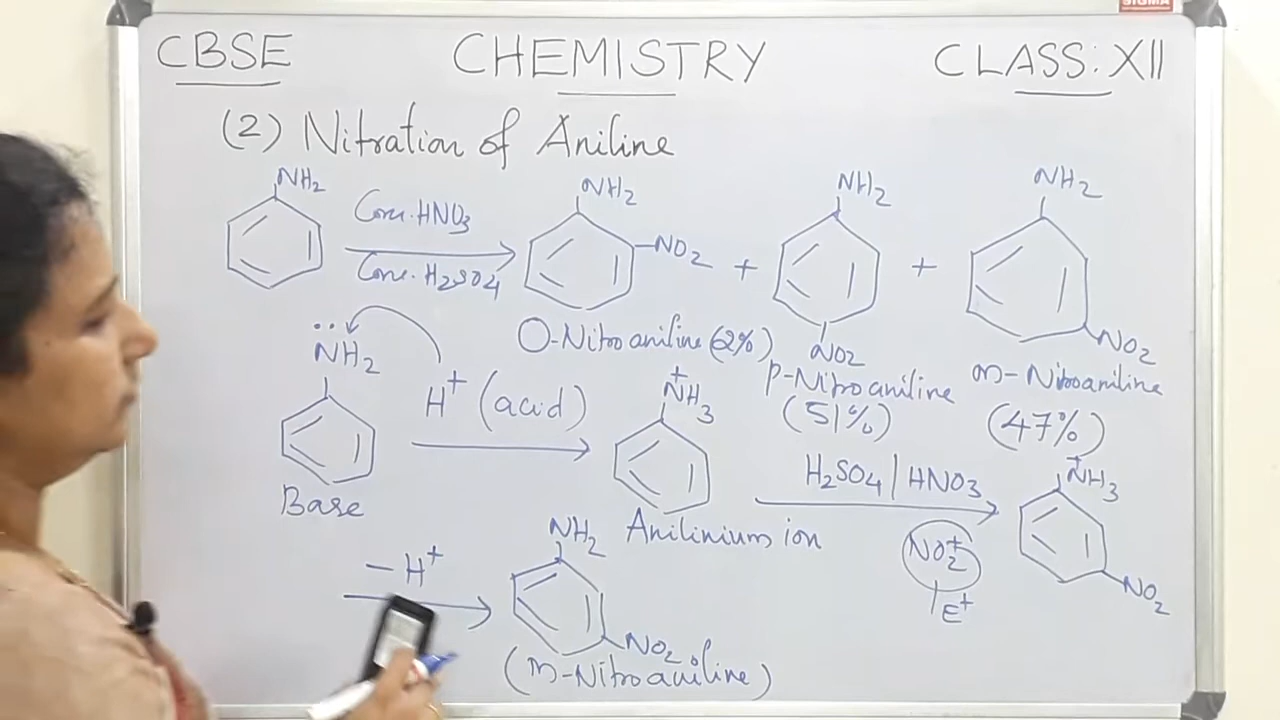 SIGMA
CBSE CHEMISTRY CLASS: XII
(2) Nitration of Aniline
NH2 Conc. HNO3 NH2 NH2 NH2
Conc. H2SO4 -NO2 + + NO2
NO2
O-Nitroaniline (2%) p-Nitroaniline m-Nitroaniline
(51%) (47%)
NH2 H+ (acid) +NH3 H2SO4 | HNO3 +NH3
Base Anilinium ion NO2+ NO2
E+
-H+ NH2
NO2
(m-Nitroaniline)